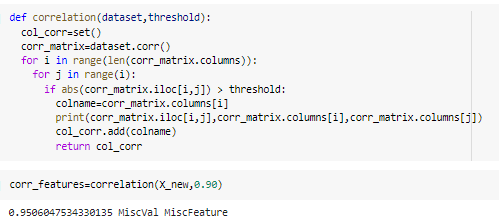 def correlation(dataset,threshold):
col_corr=set()
corr_matrix=dataset.corr()
for i in range(len(corr_matrix.columns)):
for j in range(i):
if abs(corr_matrix.iloc[i,j]) > threshold:
colname=corr_matrix.columns[i]
print(corr_matrix.iloc[i,j],corr_matrix.columns[i],corr_matrix.columns[j])
col_corr.add(colname)
return col_corr
corr_features=correlation(X_new,0.90)
0.9506047534330135 MiscVal MiscFeature